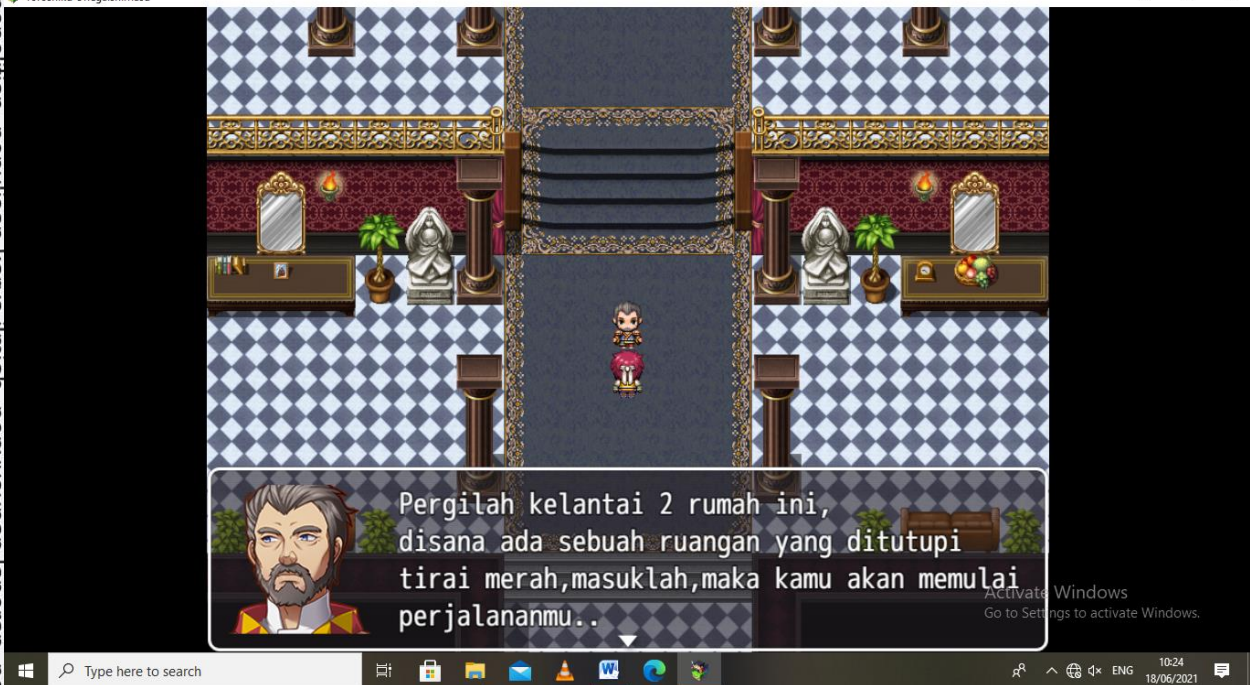 Pergilah kelantai 2 rumah ini,
disana ada sebuah ruangan yang ditutupi
tirai merah,masuklah,maka kamu akan memulai
perjalananmu..
Activate Windows
Go to Settings to activate Windows.
Type here to search
ENG
10:24
18/06/2021